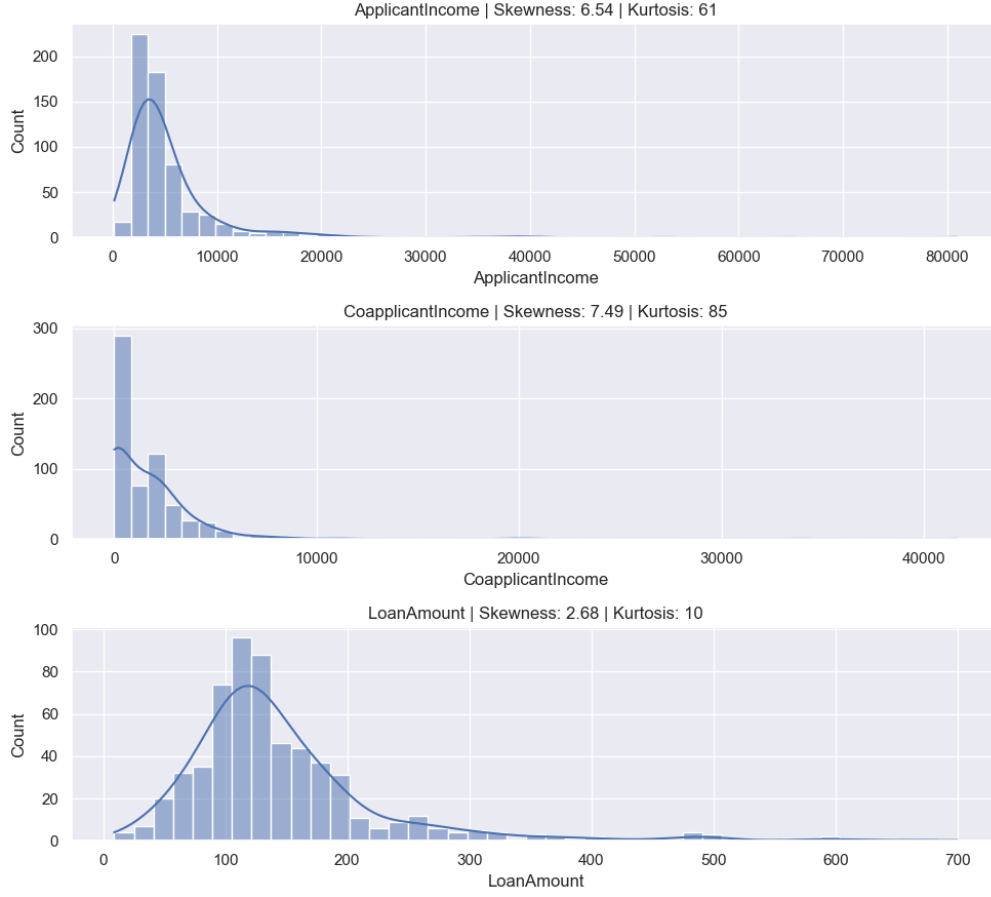 ApplicantIncome | Skewness: 6.54 | Kurtosis: 61
200
150
100
50
0
Count
0 10000 20000 30000 40000 50000 60000 70000 80000
ApplicantIncome
CoapplicantIncome | Skewness: 7.49 | Kurtosis: 85
300
200
100
0
Count
0 10000 20000 30000 40000
CoapplicantIncome
LoanAmount | Skewness: 2.68 | Kurtosis: 10
100
80
60
40
20
0
Count
0 100 200 300 400 500 600 700
LoanAmount